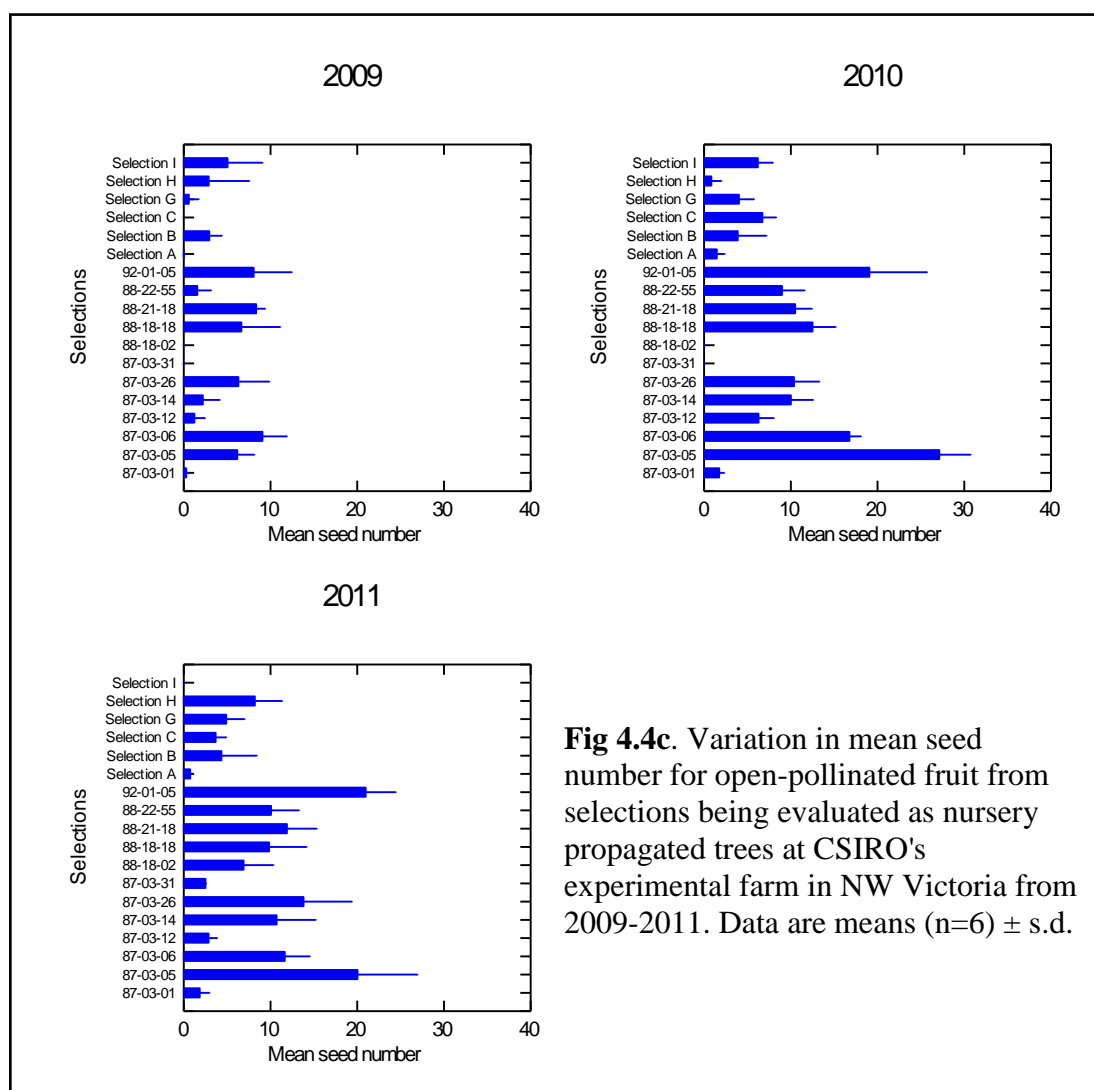 2009
Selections
Selection I
Selection H
Selection G
Selection C
Selection B
Selection A
92-01-05
88-22-55
88-21-18
88-18-18
88-18-02
87-03-31
87-03-26
87-03-14
87-03-12
87-03-06
87-03-05
87-03-01
0 10 20 30 40
Mean seed number
2010
Selections
Selection I
Selection H
Selection G
Selection C
Selection B
Selection A
92-01-05
88-22-55
88-21-18
88-18-18
88-18-02
87-03-31
87-03-26
87-03-14
87-03-12
87-03-06
87-03-05
87-03-01
0 10 20 30 40
Mean seed number
2011
Selections
Selection I
Selection H
Selection G
Selection C
Selection B
Selection A
92-01-05
88-22-55
88-21-18
88-18-18
88-18-02
87-03-31
87-03-26
87-03-14
87-03-12
87-03-06
87-03-05
87-03-01
0 10 20 30 40
Mean seed number
Fig 4.4c. Variation in mean seed
number for open-pollinated fruit from
selections being evaluated as nursery
propagated trees at CSIRO's
experimental farm in NW Victoria from
2009-2011. Data are means (n=6) ± s.d.